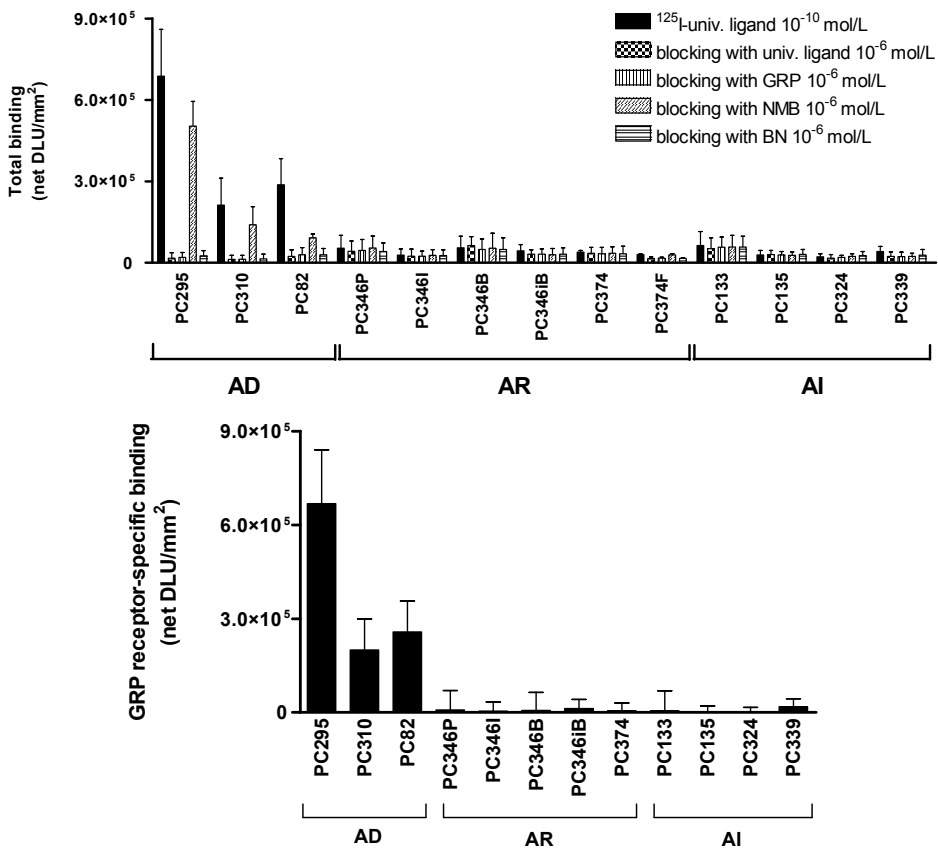 9.0×10⁵
6.0×10⁵
3.0×10⁵
0
Total binding
(net DLU/mm²)
¹²⁵I-univ. ligand 10⁻¹⁰ mol/L
blocking with univ. ligand 10⁻⁶ mol/L
blocking with GRP 10⁻⁶ mol/L
blocking with NMB 10⁻⁶ mol/L
blocking with BN 10⁻⁶ mol/L
PC295
PC310
PC82
PC346P
PC346I
PC346B
PC346iB
PC374
PC374F
PC133
PC135
PC324
PC339
AD
AR
AI
9.0×10⁵
6.0×10⁵
3.0×10⁵
0
GRP receptor-specific binding
(net DLU/mm²)
PC295
PC310
PC82
PC346P
PC346I
PC346B
PC346iB
PC374
PC133
PC135
PC324
PC339
AD
AR
AI